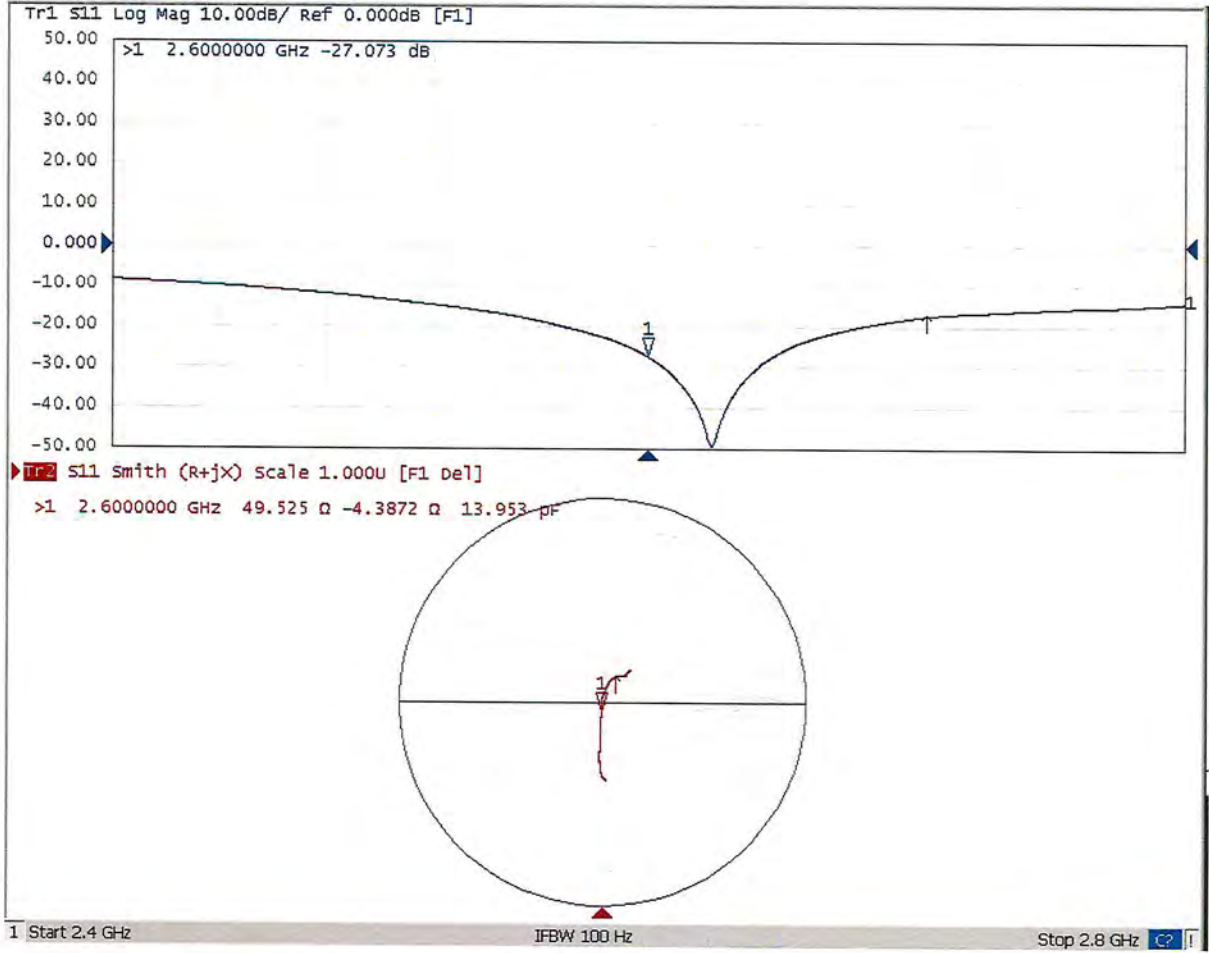 Tr1 S11 Log Mag 10.00dB/ Ref 0.000dB [F1]
50.00
>1 2.6000000 GHz -27.073 dB
40.00
30.00
20.00
10.00
0.000
-10.00
-20.00
-30.00
-40.00
-50.00
1
1
Tr2 S11 Smith (R+jX) Scale 1.000U [F1 Del]
>1 2.6000000 GHz 49.525 Ω -4.3872 Ω 13.953 pF
1
1 Start 2.4 GHz IFBW 100 Hz Stop 2.8 GHz C? !